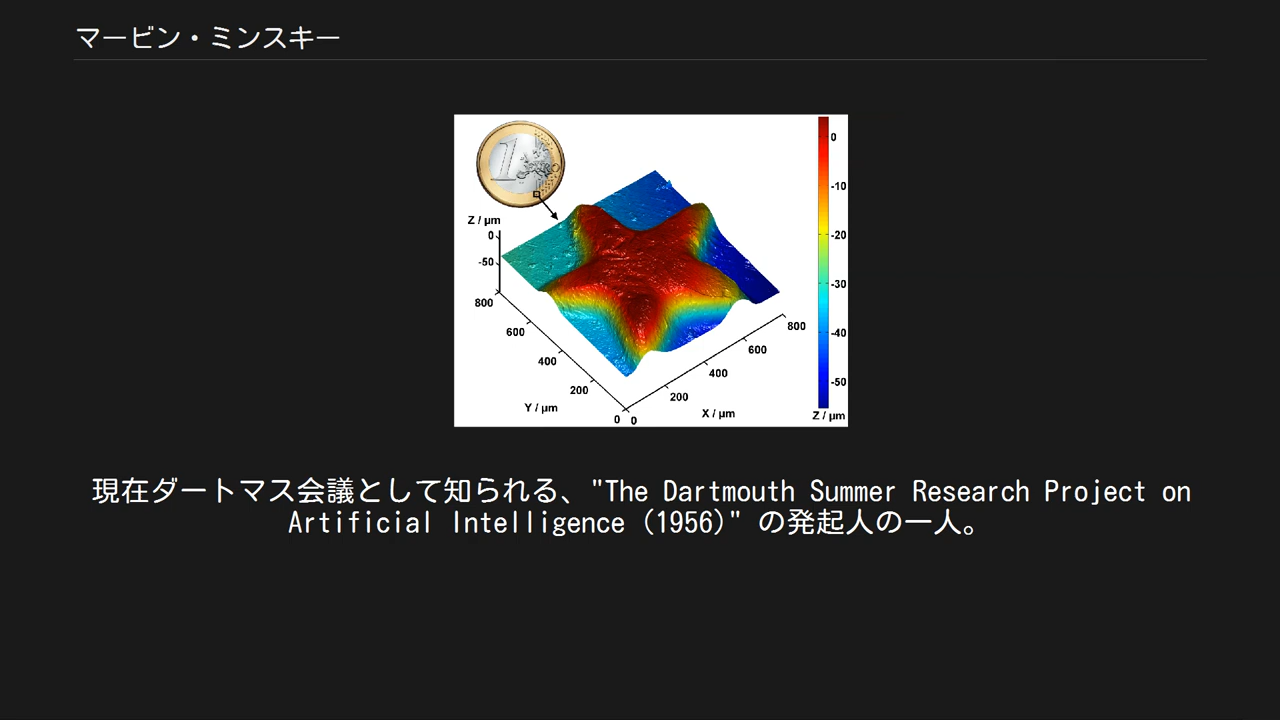 マービン・ミンスキー
1
Z / µm
0
-50
800
600
400
200
0
Y / µm
0
200
400
600
800
X / µm
0
-10
-20
-30
-40
-50
Z / µm
現在ダートマス会議として知られる、"The Dartmouth Summer Research Project on
Artificial Intelligence (1956)" の発起人の一人。